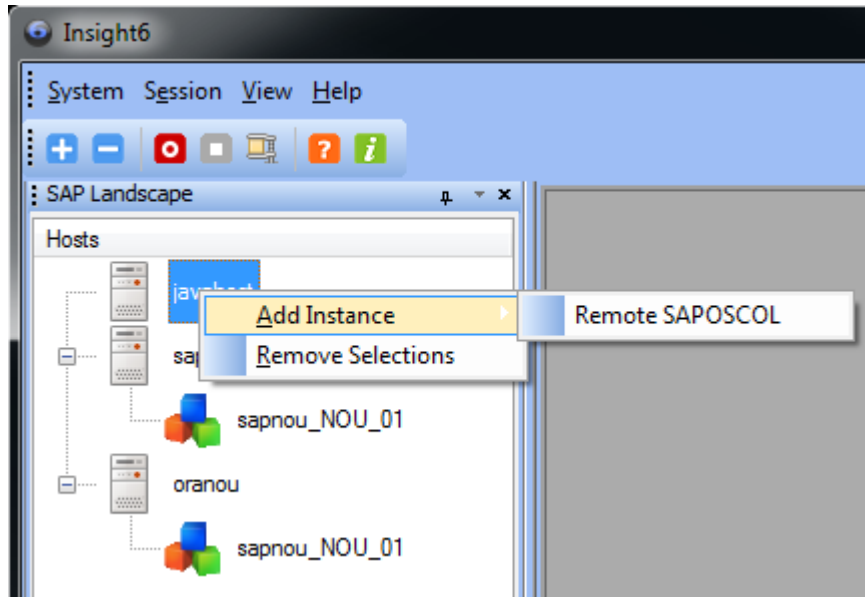 Insight6
System Session View Help
SAP Landscape
Hosts
Add Instance
Remote SAPOSCOL
Remove Selections
sapnou_NOU_01
oranou
sapnou_NOU_01